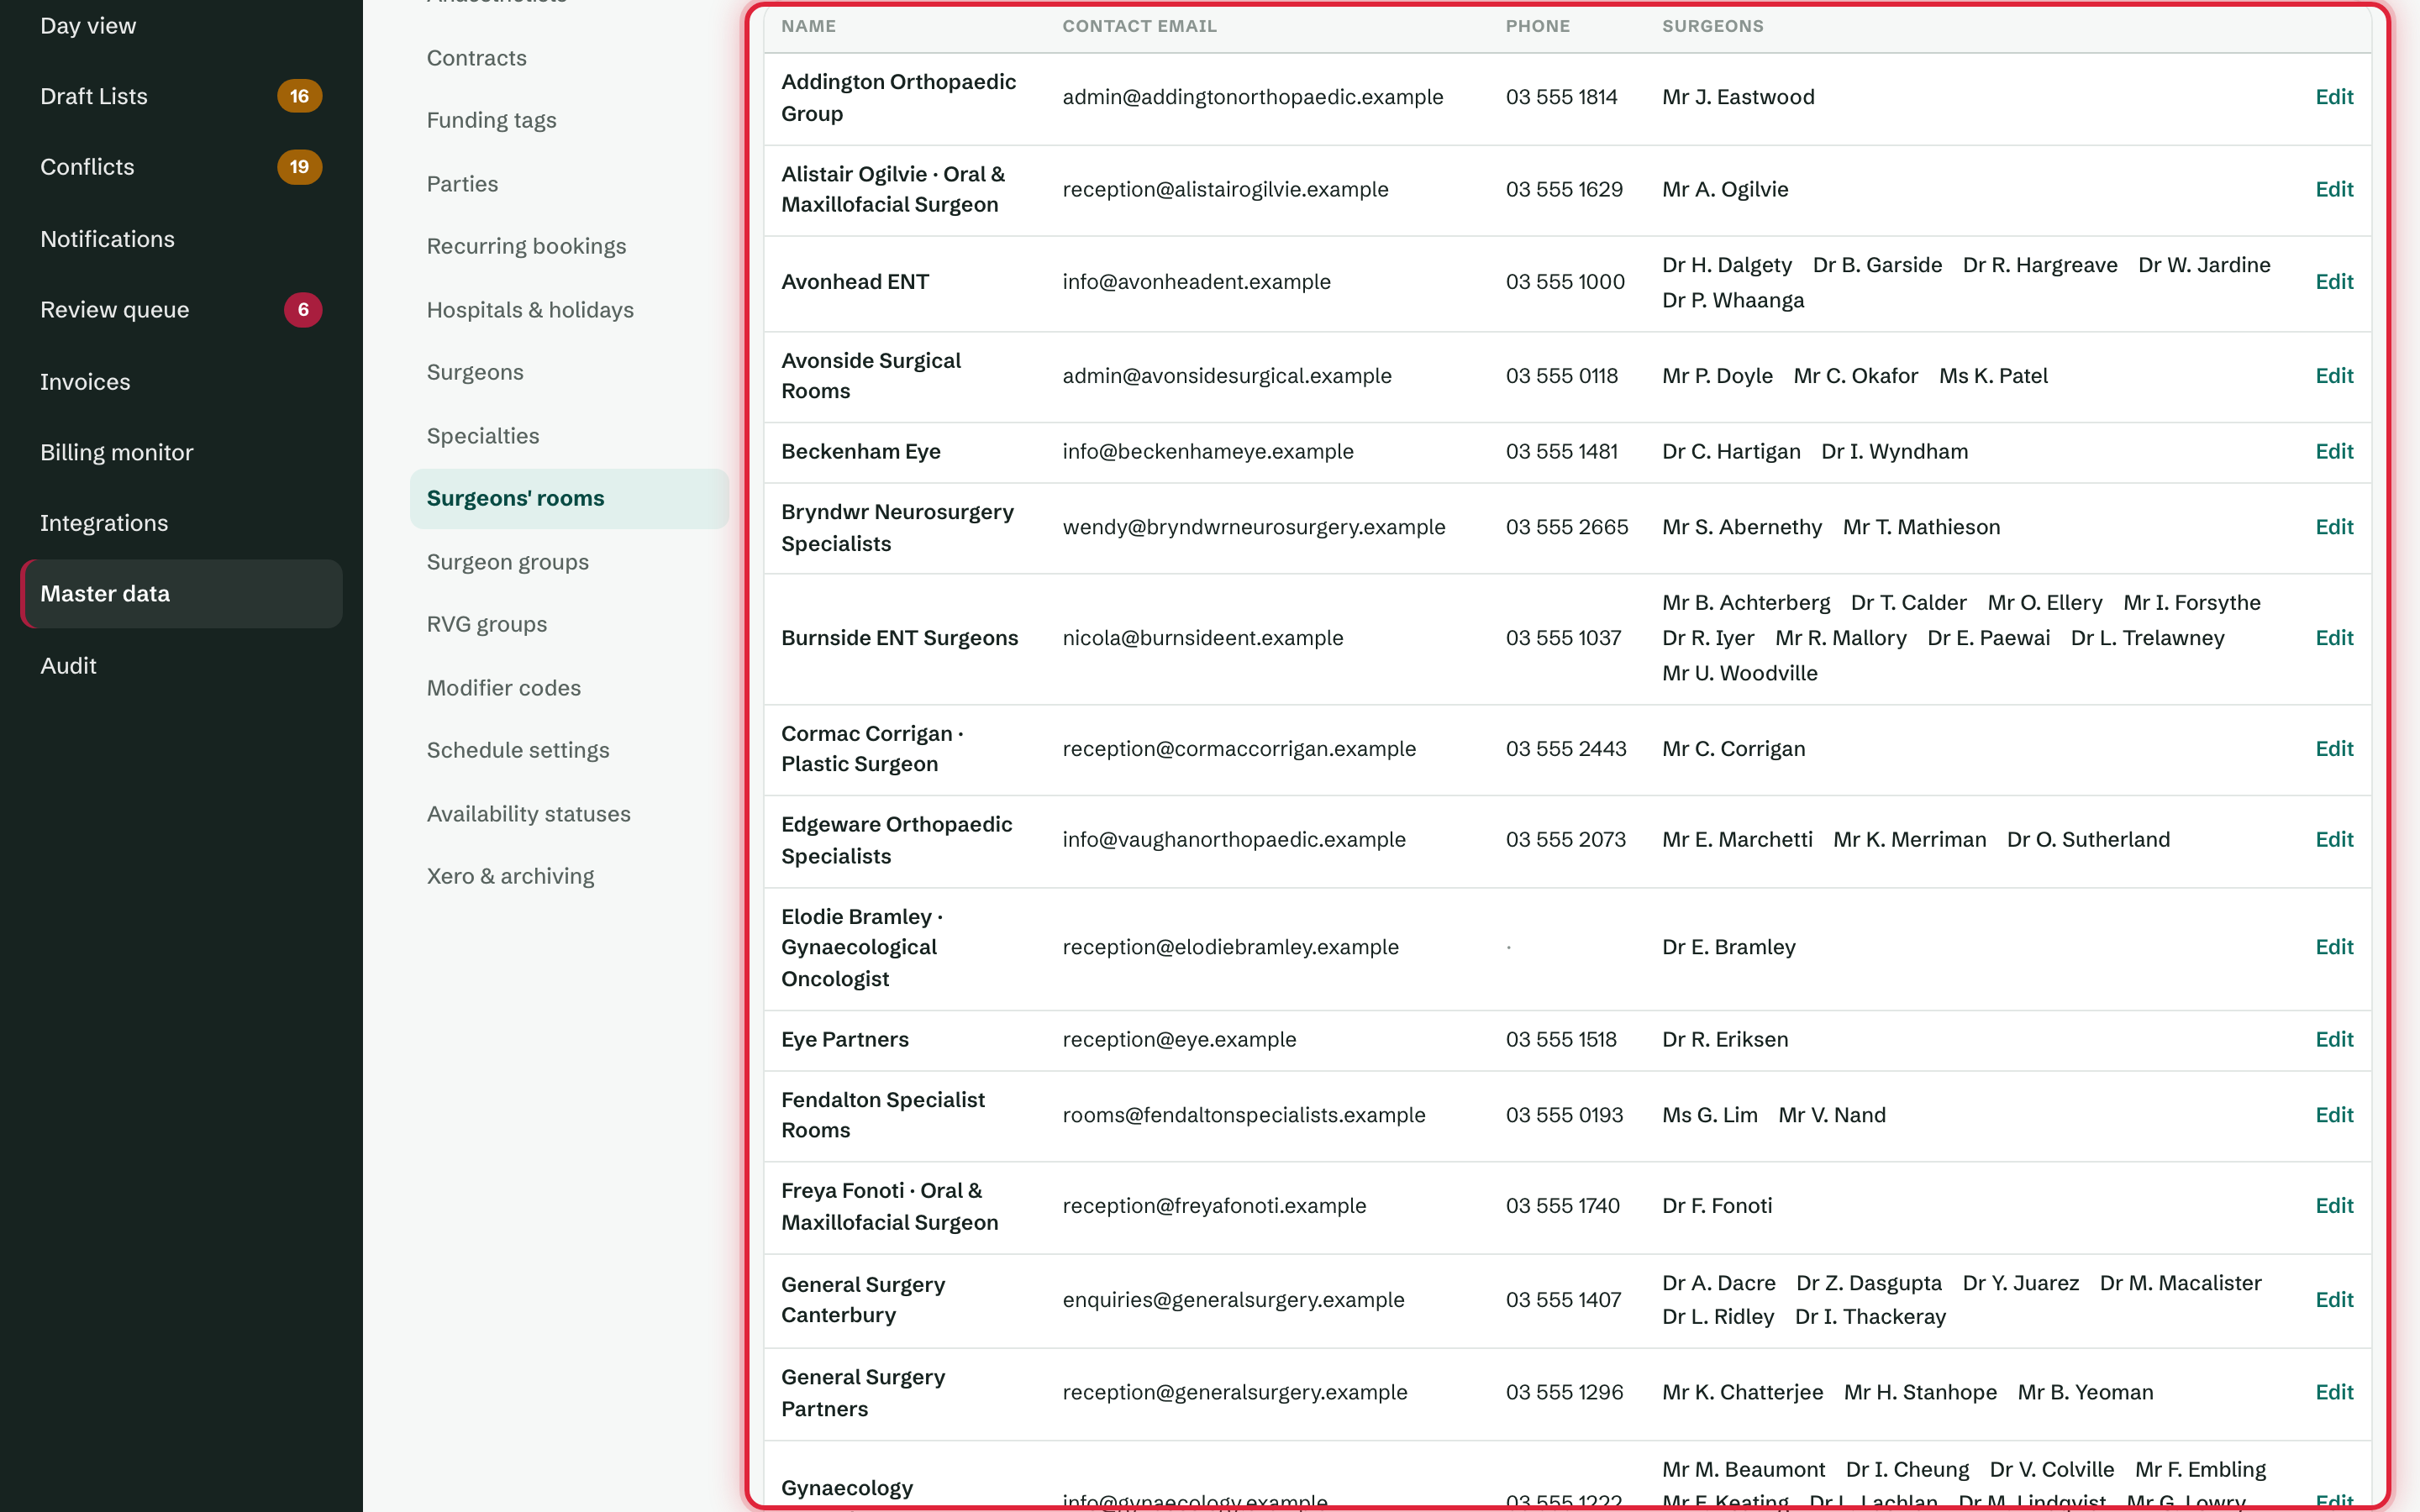 Day view
Draft Lists 16
Conflicts 19
Notifications
Review queue 6
Invoices
Billing monitor
Integrations
Master data
Audit
Contracts
Funding tags
Parties
Recurring bookings
Hospitals & holidays
Surgeons
Specialties
Surgeons' rooms
Surgeon groups
RVG groups
Modifier codes
Schedule settings
Availability statuses
Xero & archiving
NAME CONTACT EMAIL PHONE SURGEONS
Addington Orthopaedic
Group
admin@addingtonorthopaedic.example 03 555 1814 Mr J. Eastwood Edit
Alistair Ogilvie · Oral &
Maxillofacial Surgeon
reception@alistairogilvie.example 03 555 1629 Mr A. Ogilvie Edit
Avonhead ENT info@avonheadent.example 03 555 1000
Dr H. Dalgety Dr B. Garside Dr R. Hargreave Dr W. Jardine
Dr P. Whaanga
Edit
Avonside Surgical
Rooms
admin@avonsidesurgical.example 03 555 0118 Mr P. Doyle Mr C. Okafor Ms K. Patel Edit
Beckenham Eye info@beckenhameye.example 03 555 1481 Dr C. Hartigan Dr I. Wyndham Edit
Bryndwr Neurosurgery
Specialists
wendy@bryndwrneurosurgery.example 03 555 2665 Mr S. Abernethy Mr T. Mathieson Edit
Burnside ENT Surgeons nicola@burnsideent.example 03 555 1037
Mr B. Achterberg Dr T. Calder Mr O. Ellery Mr I. Forsythe
Dr R. Iyer Mr R. Mallory Dr E. Paewai Dr L. Trelawney
Mr U. Woodville
Edit
Cormac Corrigan ·
Plastic Surgeon
reception@cormaccorrigan.example 03 555 2443 Mr C. Corrigan Edit
Edgeware Orthopaedic
Specialists
info@vaughanorthopaedic.example 03 555 2073 Mr E. Marchetti Mr K. Merriman Dr O. Sutherland Edit
Elodie Bramley ·
Gynaecological
Oncologist
reception@elodiebramley.example · Dr E. Bramley Edit
Eye Partners reception@eye.example 03 555 1518 Dr R. Eriksen Edit
Fendalton Specialist
Rooms
rooms@fendaltonspecialists.example 03 555 0193 Ms G. Lim Mr V. Nand Edit
Freya Fonoti · Oral &
Maxillofacial Surgeon
reception@freyafonoti.example 03 555 1740 Dr F. Fonoti Edit
General Surgery
Canterbury
enquiries@generalsurgery.example 03 555 1407
Dr A. Dacre Dr Z. Dasgupta Dr Y. Juarez Dr M. Macalister
Dr L. Ridley Dr I. Thackeray
Edit
General Surgery
Partners
reception@generalsurgery.example 03 555 1296 Mr K. Chatterjee Mr H. Stanhope Mr B. Yeoman Edit
Gynaecology
info@gynaecology.example 03 555 1222
Mr M. Beaumont Dr I. Cheung Dr V. Colville Mr F. Embling
Mr F. Keating Dr L. Lachlan Dr M. Lindqvist Mr G. Lowry
Edit